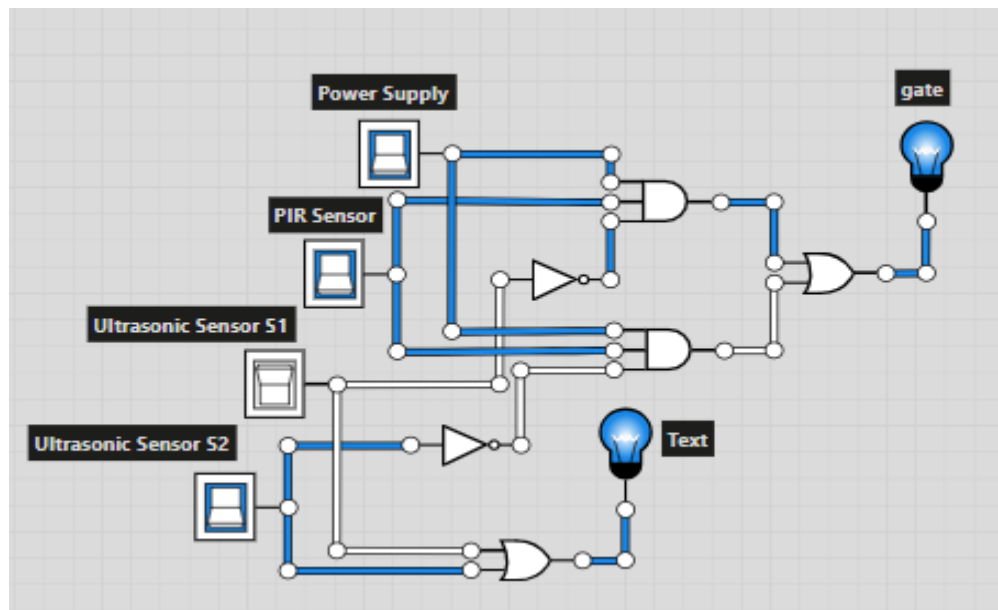 Power Supply
gate
PIR Sensor
Ultrasonic Sensor S1
Ultrasonic Sensor S2
Text